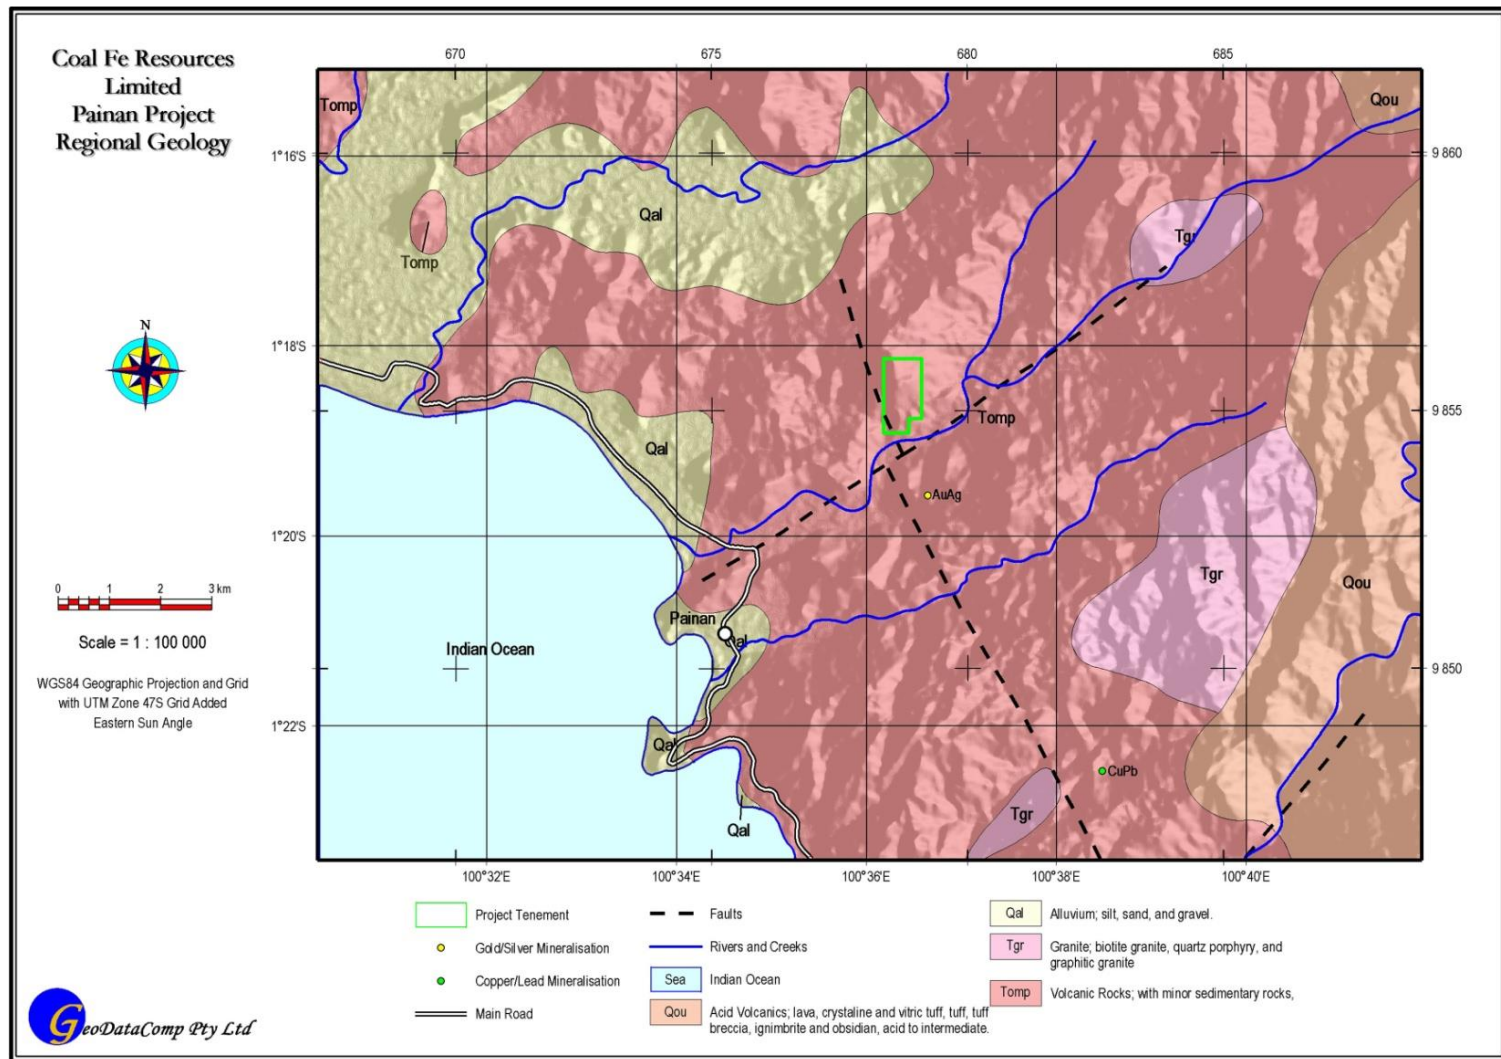 Coal Fe Resources
Limited
Painan Project
Regional Geology
670
675
680
685
Tomp
Qou
1°16'S
9 860
Qal
Tgr
Tomp
N
1°18'S
Tomp
9 855
Qal
AuAg
1°20'S
Tgr
Qou
0 1 2 3 km
Scale = 1 : 100 000
Painan
Qal
Indian Ocean
9 850
WGS84 Geographic Projection and Grid
with UTM Zone 47S Grid Added
Eastern Sun Angle
1°22'S
Qal
CuPb
Tgr
Qal
100°32'E
100°34'E
100°36'E
100°38'E
100°40'E
Project Tenement
Gold/Silver Mineralisation
Copper/Lead Mineralisation
Main Road
Faults
Rivers and Creeks
Sea Indian Ocean
Qou Acid Volcanics; lava, crystaline and vitric tuff, tuff, tuff
breccia, ignimbrite and obsidian, acid to intermediate.
Qal Alluvium; silt, sand, and gravel.
Tgr Granite; biotite granite, quartz porphyry, and
graphitic granite
Tomp Volcanic Rocks; with minor sedimentary rocks,
GeoDataComp Pty Ltd